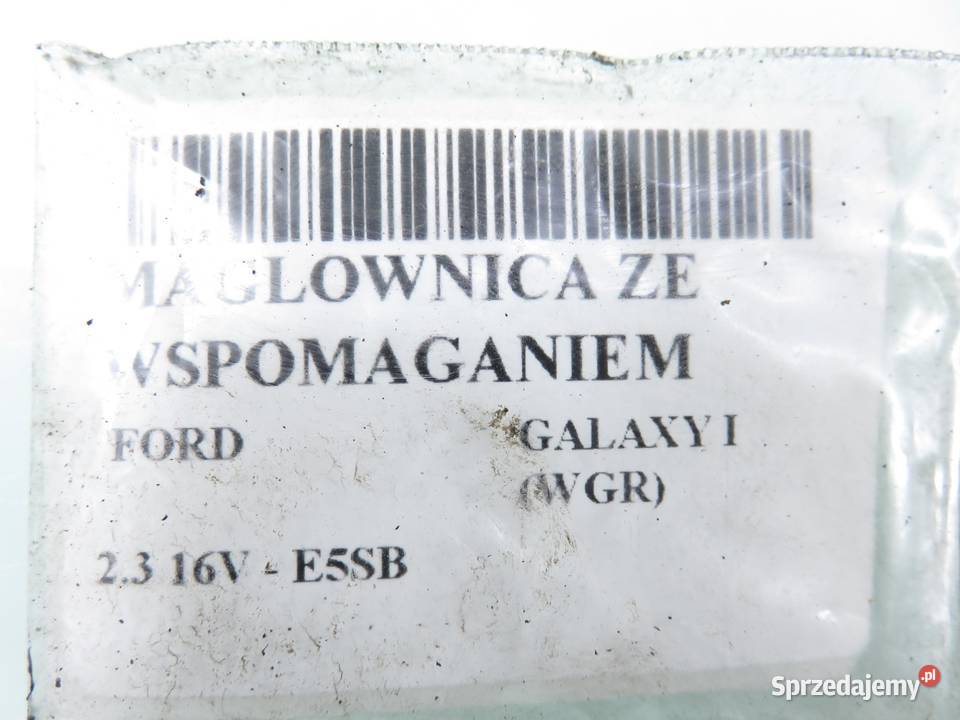 MAGLOWNICA ZE
WSPOMAGANIEM
FORD GALAXY I
(WGR)
2.3 16V - E5SB
Sprzedajemy.pl